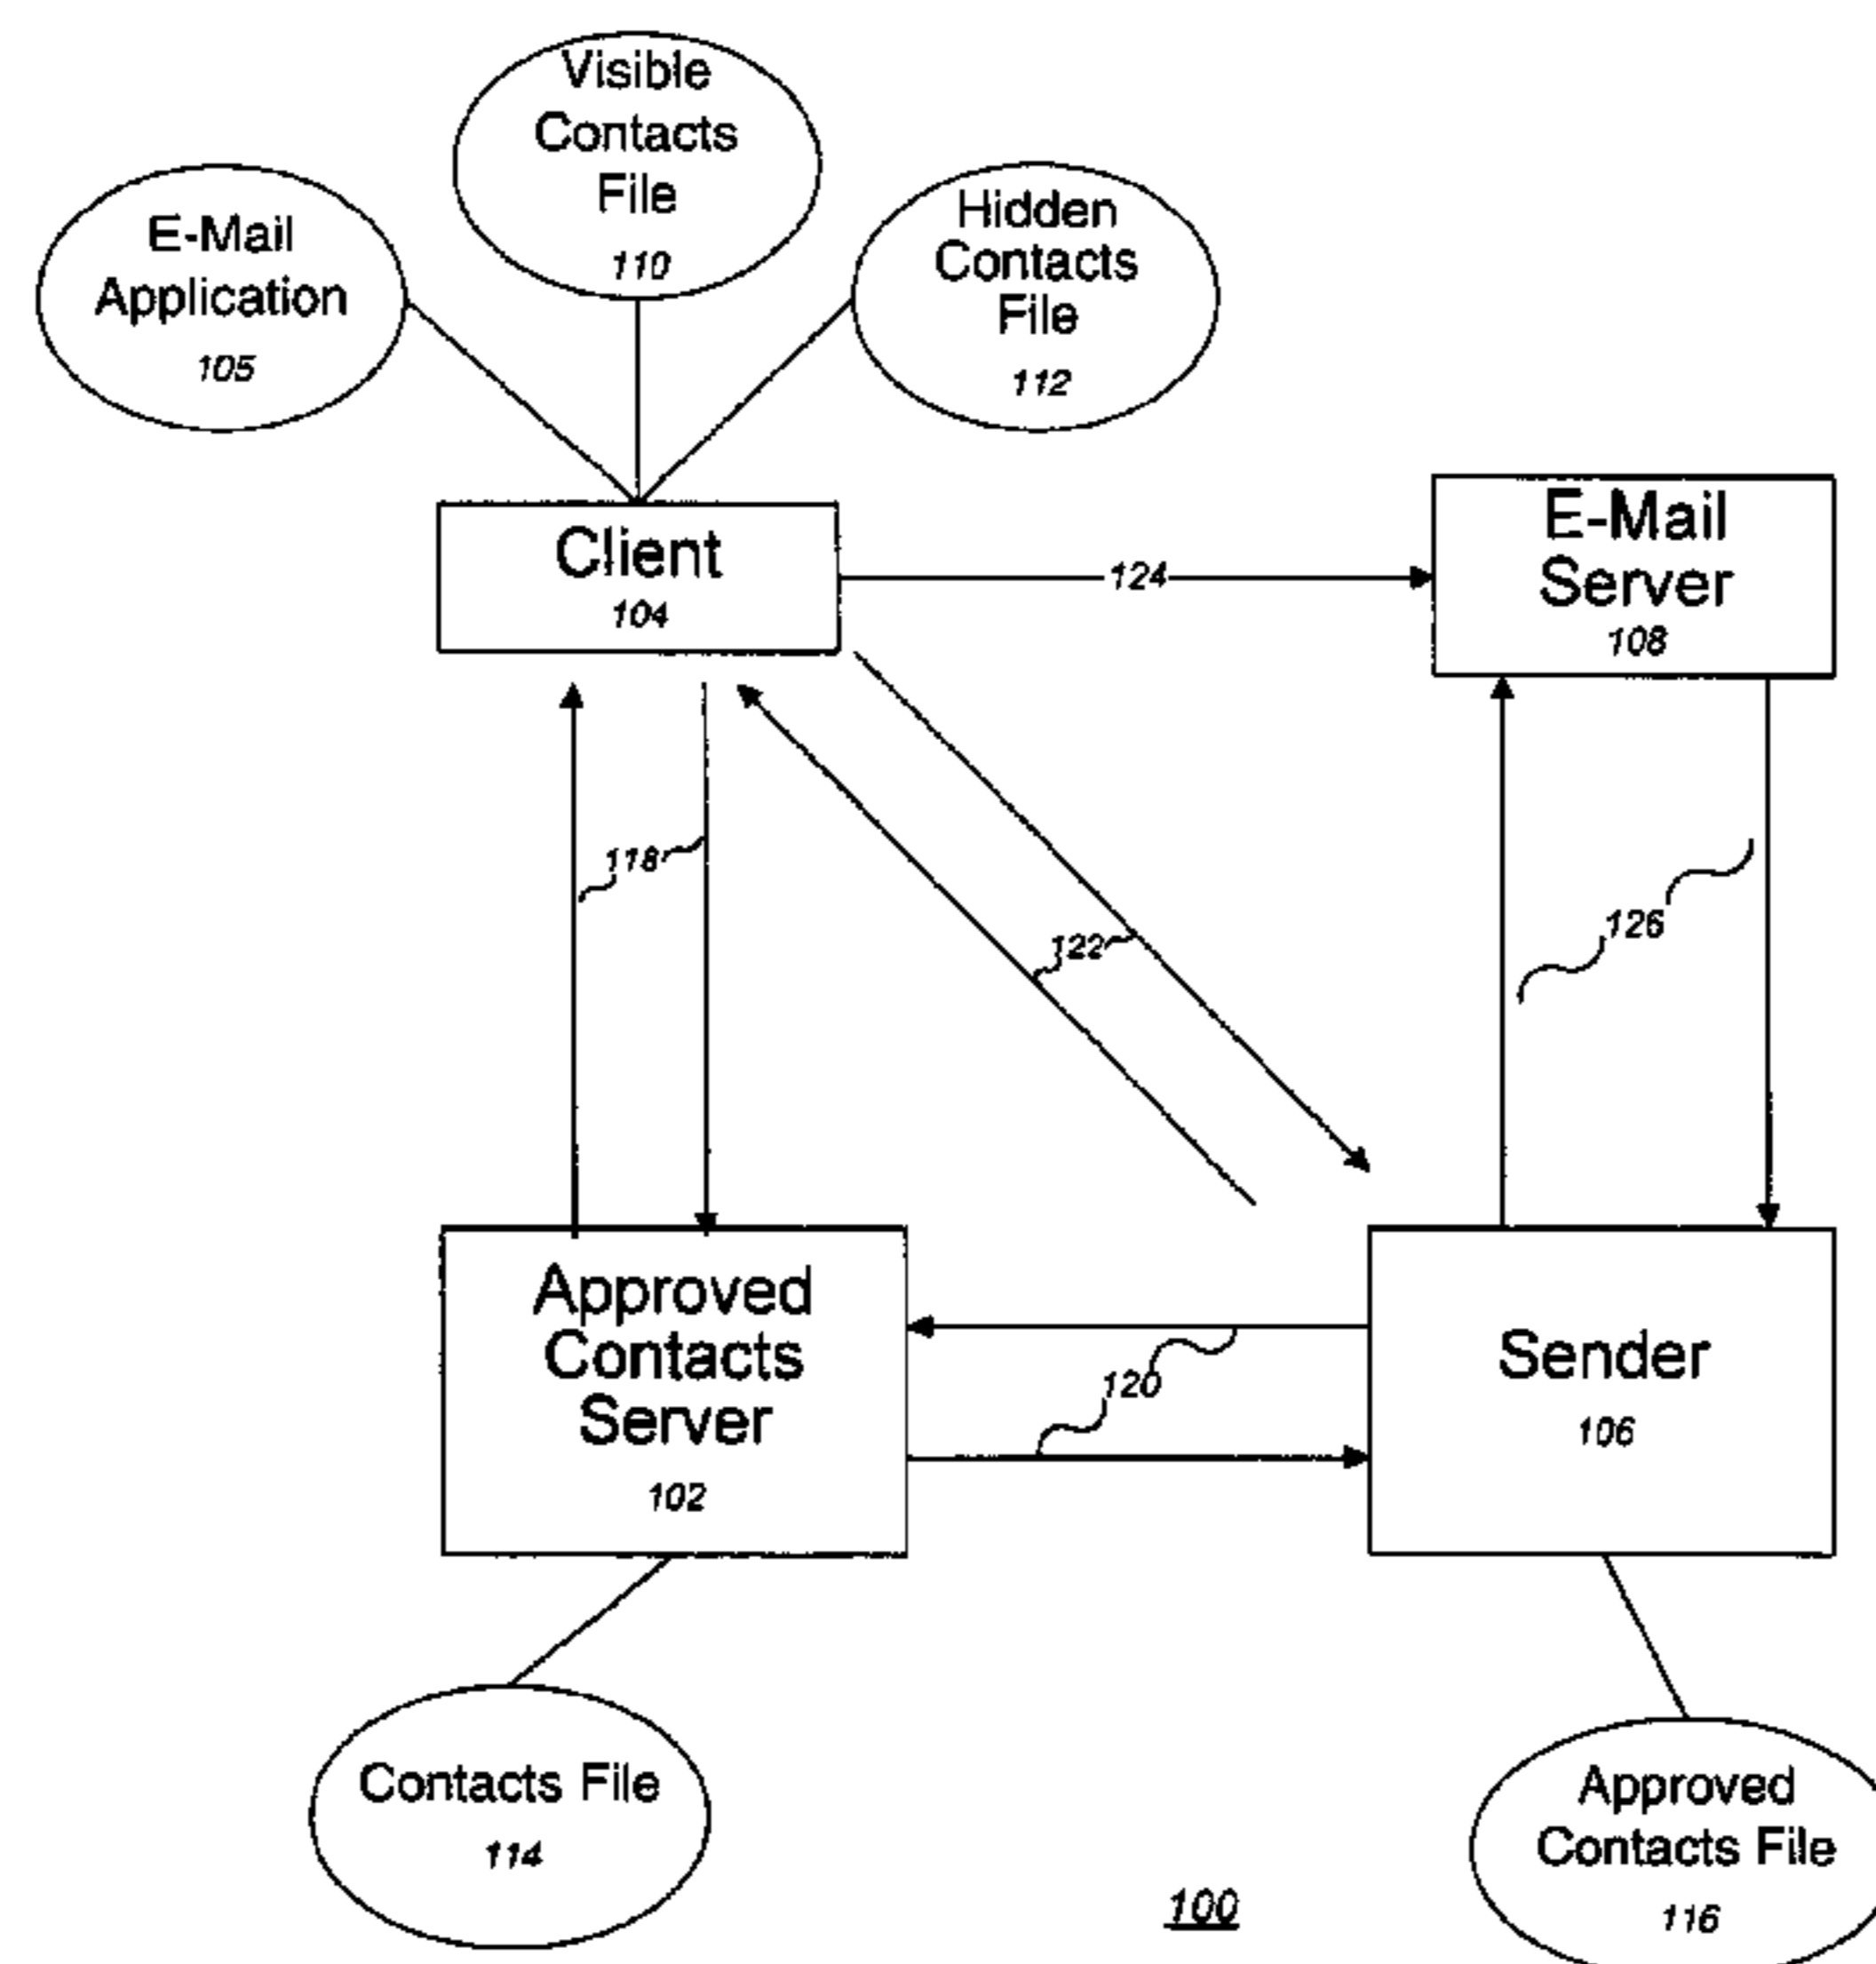 Visible
Contacts
File
110
E-Mail
Application
105
Hidden
Contacts
File
112
Client
104
124
E-Mail
Server
108
118
122
126
Approved
Contacts
Server
102
120
Sender
106
Contacts File
114
Approved
Contacts File
116
100